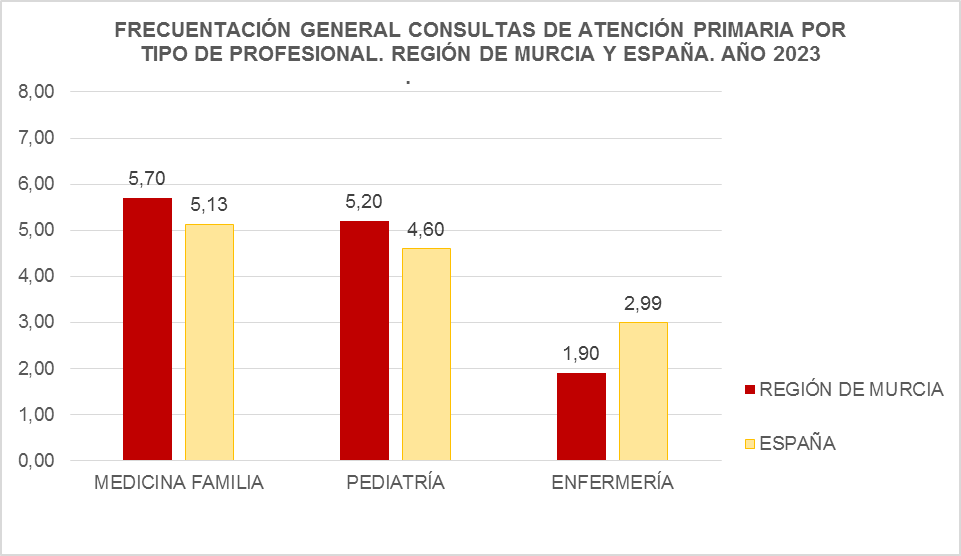 FRECUENTACIÓN GENERAL CONSULTAS DE ATENCIÓN PRIMARIA POR
TIPO DE PROFESIONAL. REGIÓN DE MURCIA Y ESPAÑA. AÑO 2023
.
8,00
7,00
6,00
5,00
4,00
3,00
2,00
1,00
0,00
5,70
5,13
5,20
4,60
1,90
2,99
MEDICINA FAMILIA
PEDIATRÍA
ENFERMERÍA
REGIÓN DE MURCIA
ESPAÑA